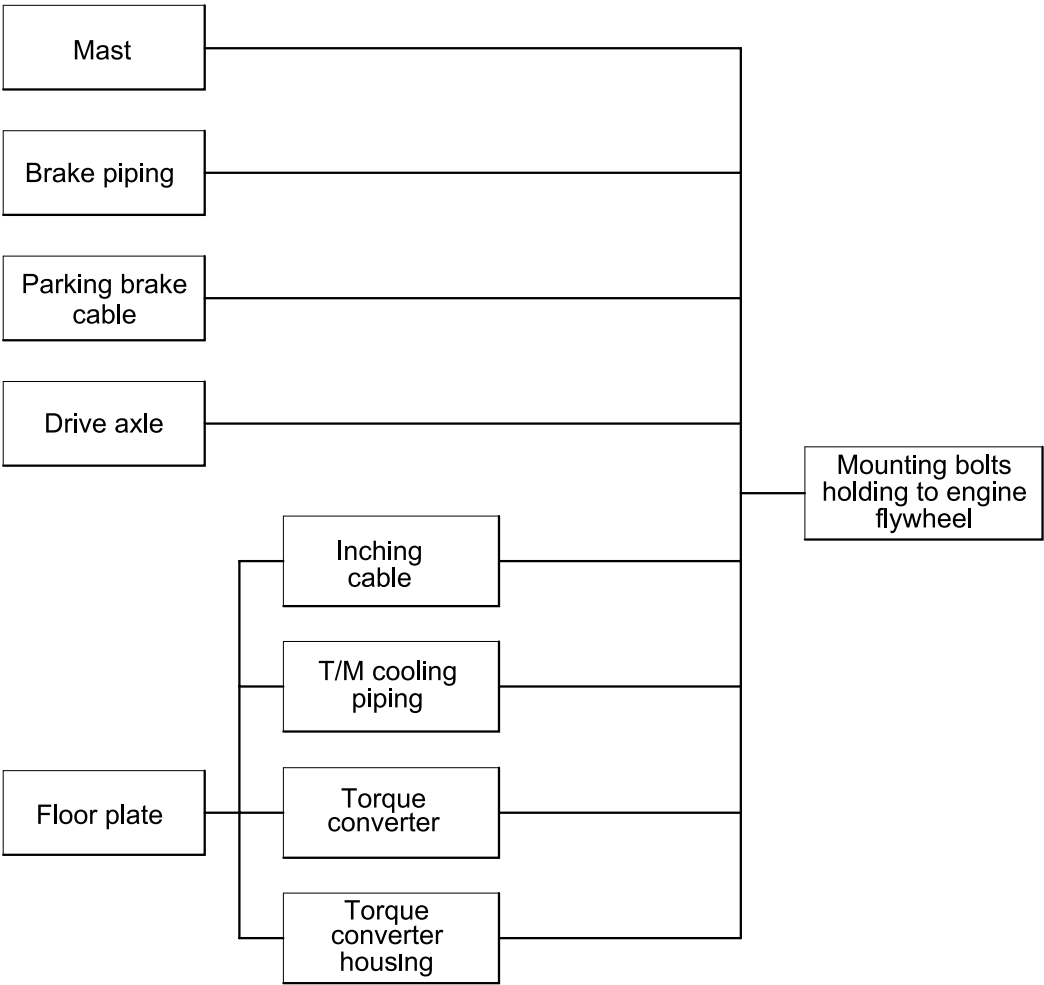 Mast
Brake piping
Parking brake
cable
Drive axle
Mounting bolts
holding to engine
flywheel
Inching
cable
T/M cooling
piping
Floor plate
Torque
converter
Torque
converter
housing